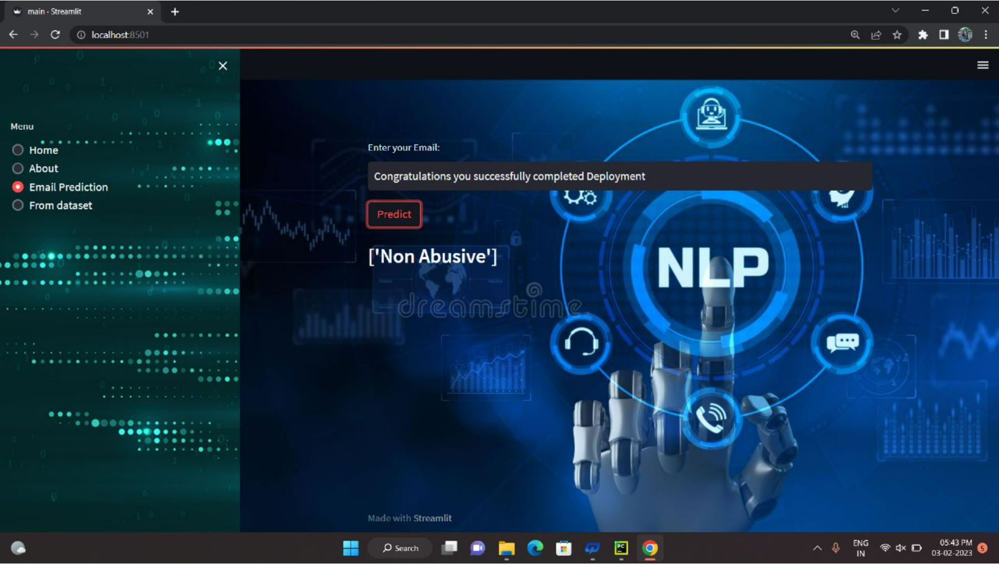 main · Streamlit
localhost:8501
Menu
Home
About
Email Prediction
From dataset
Enter your Email:
Congratulations you successfully completed Deployment
Predict
['Non Abusive']
NLP
dreamstime
Made with Streamlit
Search
PC
ENG
IN
05:43 PM
03-02-2023
5